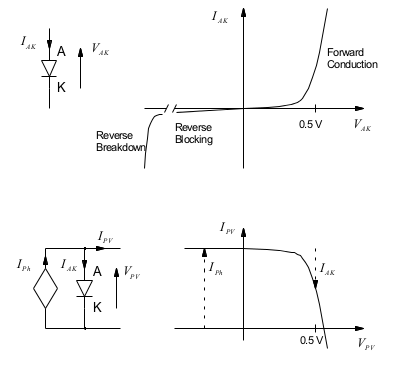 I_AK
A
V_AK
K
I_AK
Forward
Conduction
0.5 V
V_AK
Reverse
Blocking
Reverse
Breakdown
I_PV
I_Ph
I_AK
A
V_PV
K
I_PV
I_Ph
I_AK
0.5 V
V_PV